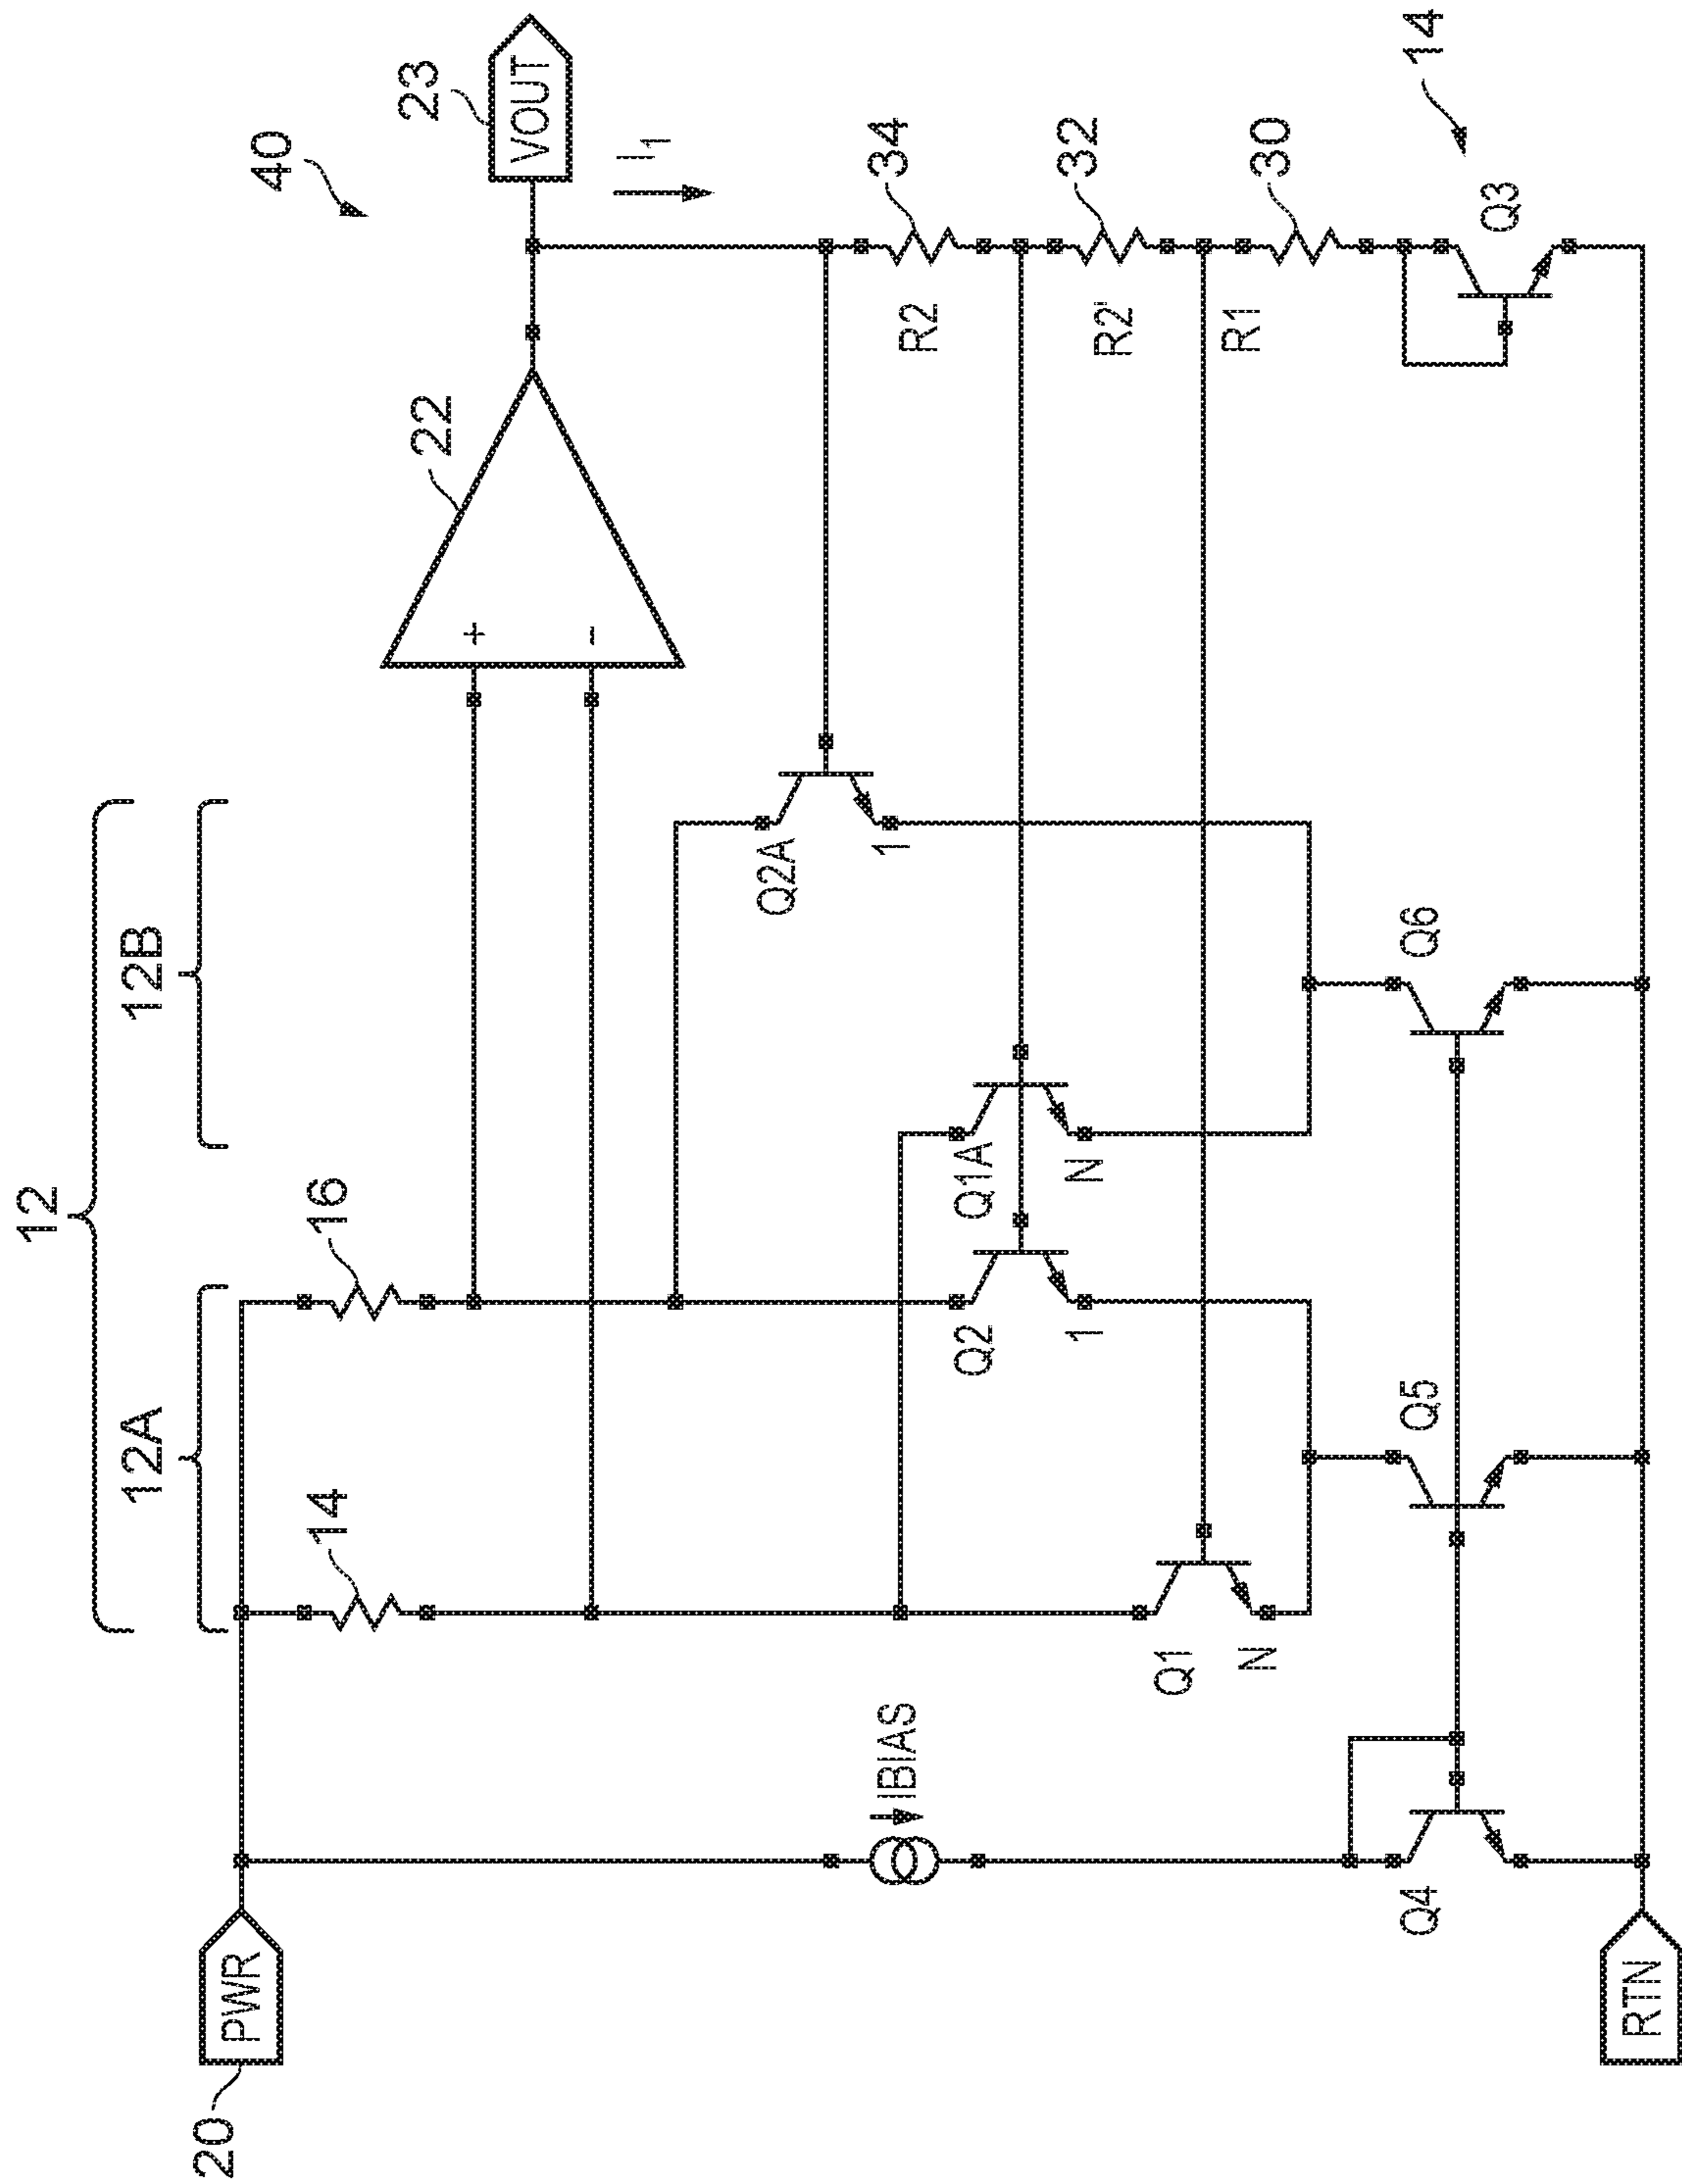 12
12A
12B
40
20
PWR
14
16
22
+
-
23
VOUT
I1
IBIAS
Q2A
1
R2
34
Q2
1
Q1A
N
R2'
32
Q1
N
R1
30
Q4
Q5
Q6
Q3
14
RTN